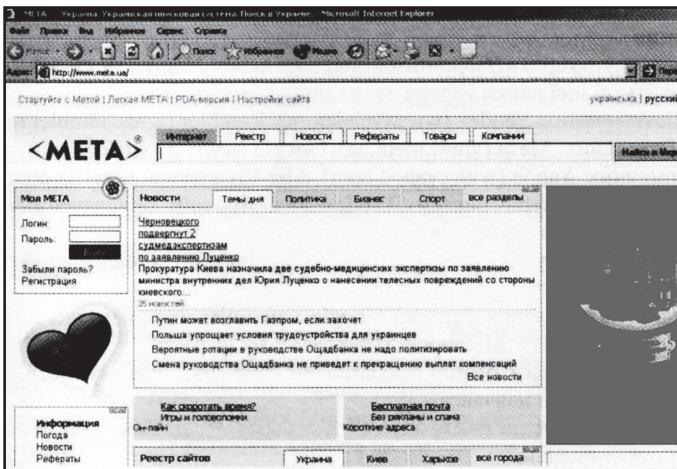 META Украина. Украинская поисковая система. Поиск в Украине. - Microsoft Internet Explorer
Файл Правка Вид Избранное Сервис Справка
Назад Поиск Избранное Медиа
Адрес: http://www.meta.ua/
Стартуйте с Метой | Легкая МЕТА | PDA-версия | Настройки сайта
українська | русский
Интернет Реестр Новости Рефераты Товары Компании
<META>
Найти в
Моя МЕТА
Логин:
Пароль:
Забыли пароль?
Регистрация
Новости Темы дня Политика Бизнес Спорт все разделы
Черновецкого
подвергнут 2
судмедэкспертизам
по заявлению Луценко
Прокуратура Киева назначила две судебно-медицинских экспертизы по заявлению
министра внутренних дел Юрия Луценко о нанесении телесных повреждений со стороны
киевского...
35 новостей
Путин может возглавить Газпром, если захочет
Польша упрощает условия трудоустройства для украинцев
Вероятные ротации в руководстве Ощадбанка не надо политизировать
Смена руководства Ощадбанка не приведет к прекращению выплат компенсаций
Все новости
Как скоротать время?
Игры и головоломки
Он-лайн
Бесплатная почта
Без рекламы и спама
Короткие адреса
Информация
Погода
Новости
Рефераты
Реестр сайтов Украина Киев Харьков все города